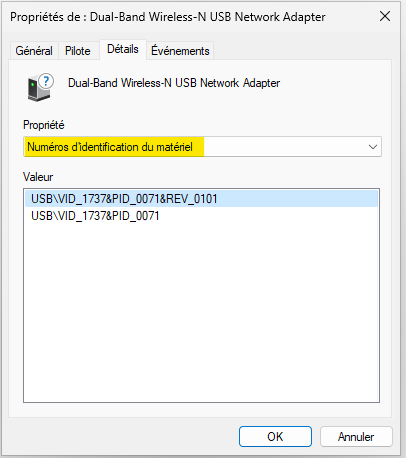 Propriétés de : Dual-Band Wireless-N USB Network Adapter
Général Pilote Détails Événements
Dual-Band Wireless-N USB Network Adapter
Propriété
Numéros d'identification du matériel
Valeur
USB\VID_1737&PID_0071&REV_0101
USB\VID_1737&PID_0071
OK Annuler